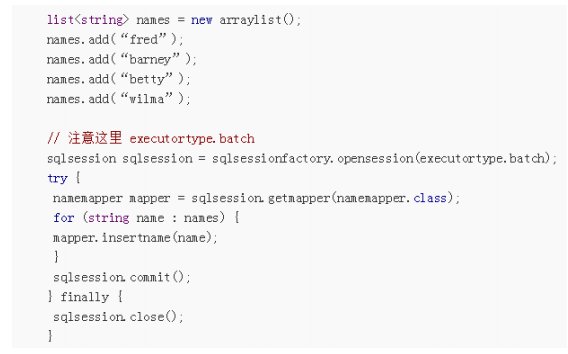 list<string> names = new arraylist();
names.add(“fred”);
names.add(“barney”);
names.add(“betty”);
names.add(“wilma”);
// 注意这里 executortype.batch
sqlsession sqlsession = sqlsessionfactory.opensession(executortype.batch);
try {
namemapper mapper = sqlsession.getmapper(namemapper.class);
for (string name : names) {
mapper.insertname(name);
}
sqlsession.commit();
} finally {
sqlsession.close();
}